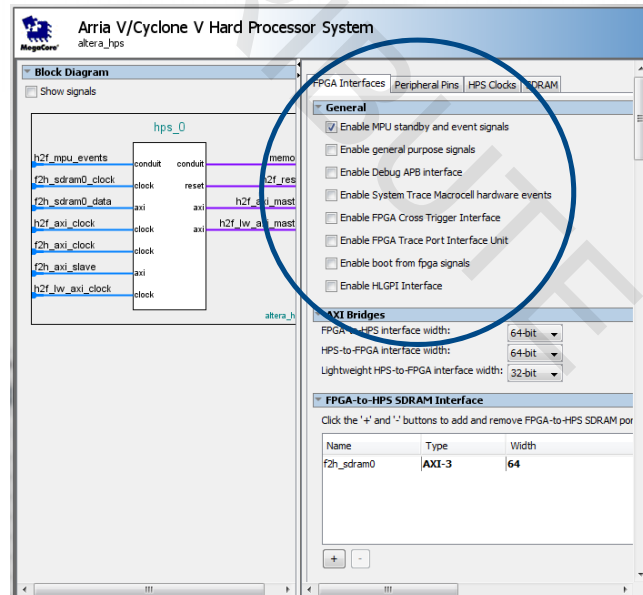 Arria V/Cyclone V Hard Processor System
altera_hps
MegaCore'
Block Diagram
Show signals
hps_0
h2f_mpu_events
f2h_sdram0_clock
f2h_sdram0_data
h2f_axi_clock
f2h_axi_clock
f2h_axi_slave
h2f_lw_axi_clock
conduit
clock
axi
clock
clock
axi
clock
conduit
reset
axi
axi
memo
h2f_res
h2f_axi_mast
h2f_lw_axi_mast
altera_h
FPGA Interfaces
Peripheral Pins
HPS Clocks
SDRAM
General
Enable MPU standby and event signals
Enable general purpose signals
Enable Debug APB interface
Enable System Trace Macrocell hardware events
Enable FPGA Cross Trigger Interface
Enable FPGA Trace Port Interface Unit
Enable boot from fpga signals
Enable HLGPI Interface
AXI Bridges
FPGA-to-HPS interface width: 64-bit
HPS-to-FPGA interface width: 64-bit
Lightweight HPS-to-FPGA interface width: 32-bit
FPGA-to-HPS SDRAM Interface
Click the '+' and '-' buttons to add and remove FPGA-to-HPS SDRAM por
Name Type Width
f2h_sdram0 AXI-3 64
+ -